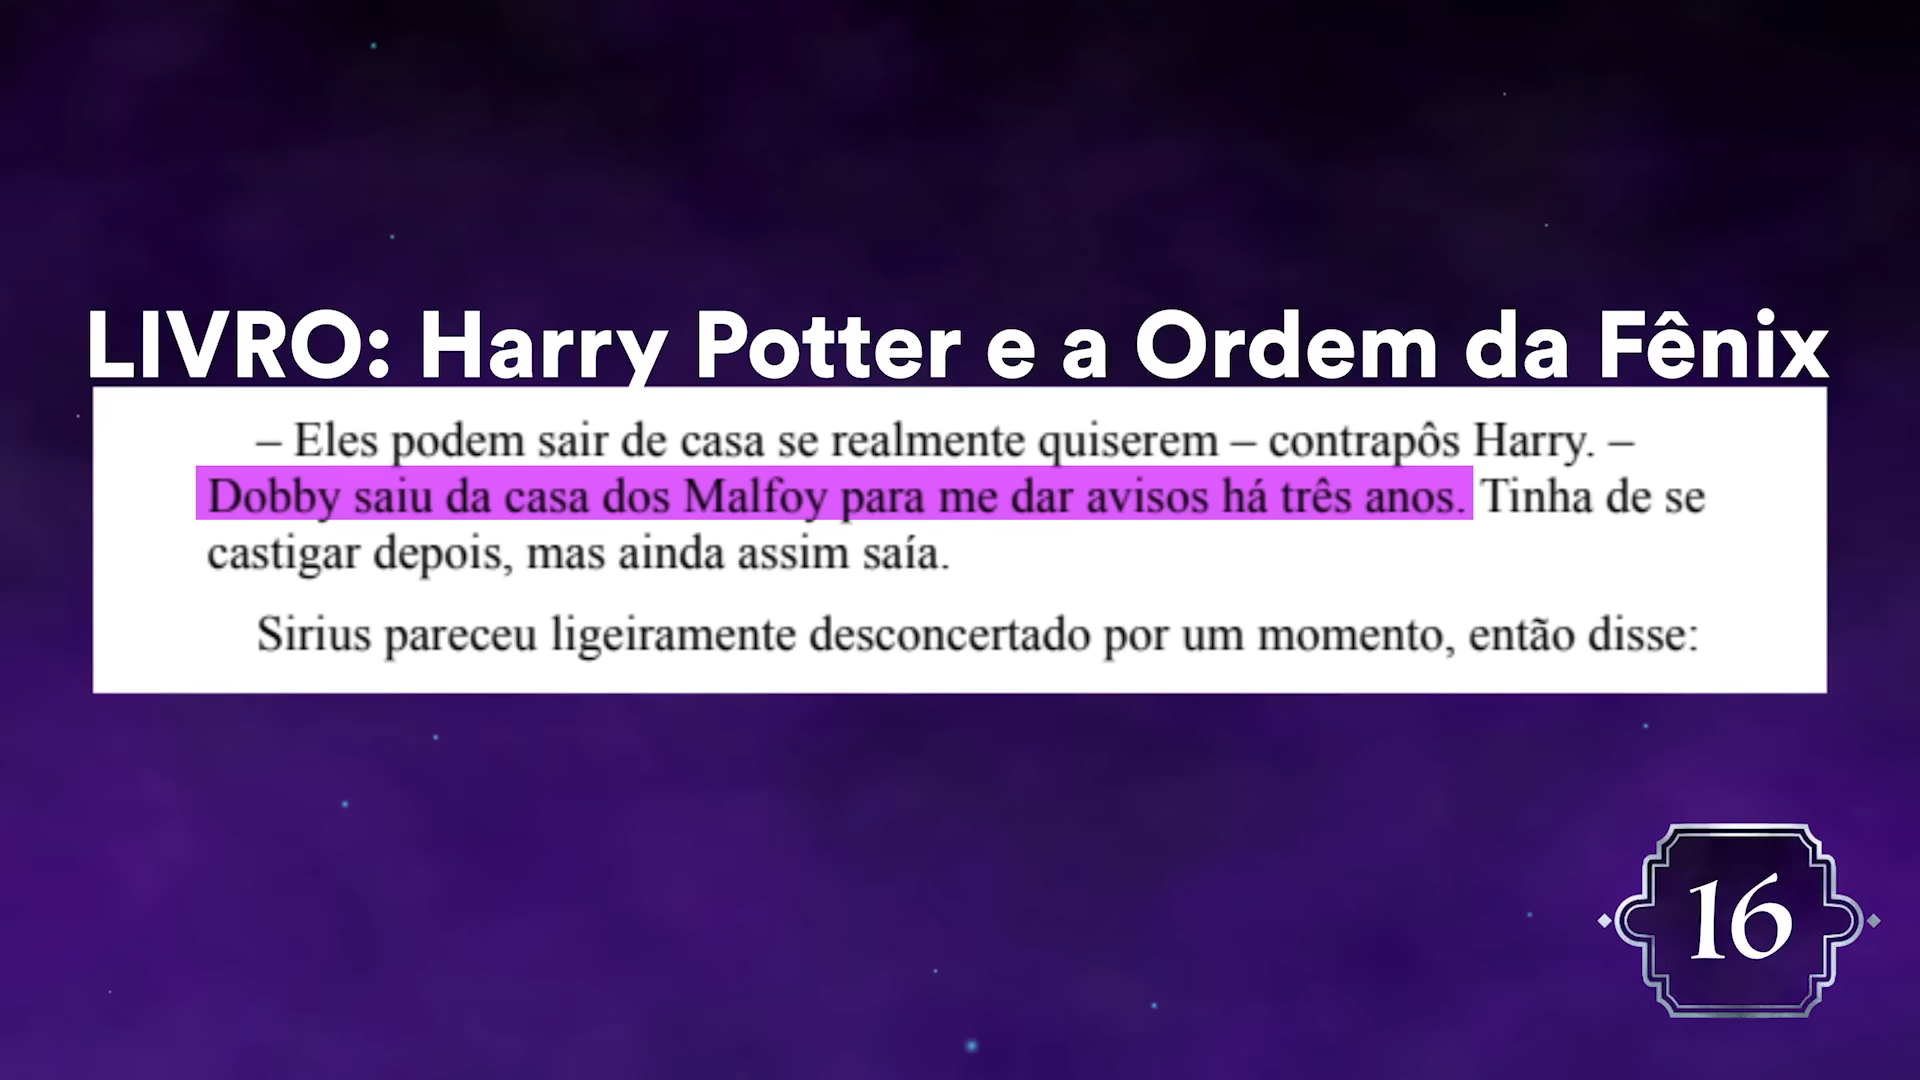 LIVRO: Harry Potter e a Ordem da Fênix
– Eles podem sair de casa se realmente quiserem – contrapôs Harry. –
Dobby saiu da casa dos Malfoy para me dar avisos há três anos. Tinha de se
castigar depois, mas ainda assim saía.
Sirius pareceu ligeiramente desconcertado por um momento, então disse:
16